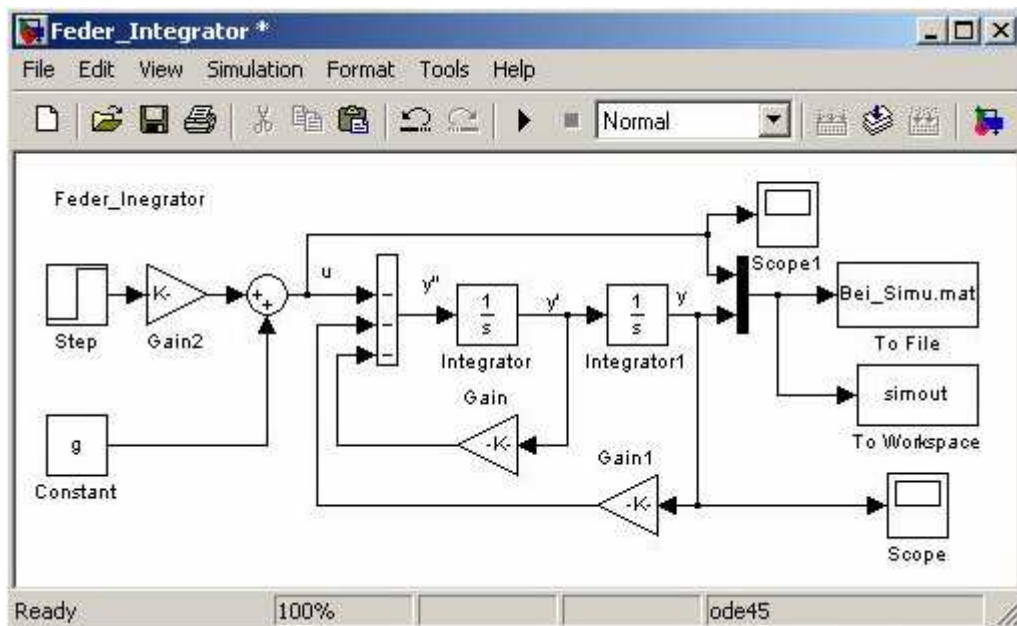 Feder_Integrator *
File Edit View Simulation Format Tools Help
Normal
Feder_Inegrator
Step
-K-
Gain2
+
+
u
-
-
-
y''
1
s
Integrator
y'
1
s
Integrator1
y
Scope1
Bei_Simu.mat
To File
simout
To Workspace
g
Constant
Gain
-K-
Gain1
-K-
Scope
Ready 100% ode45